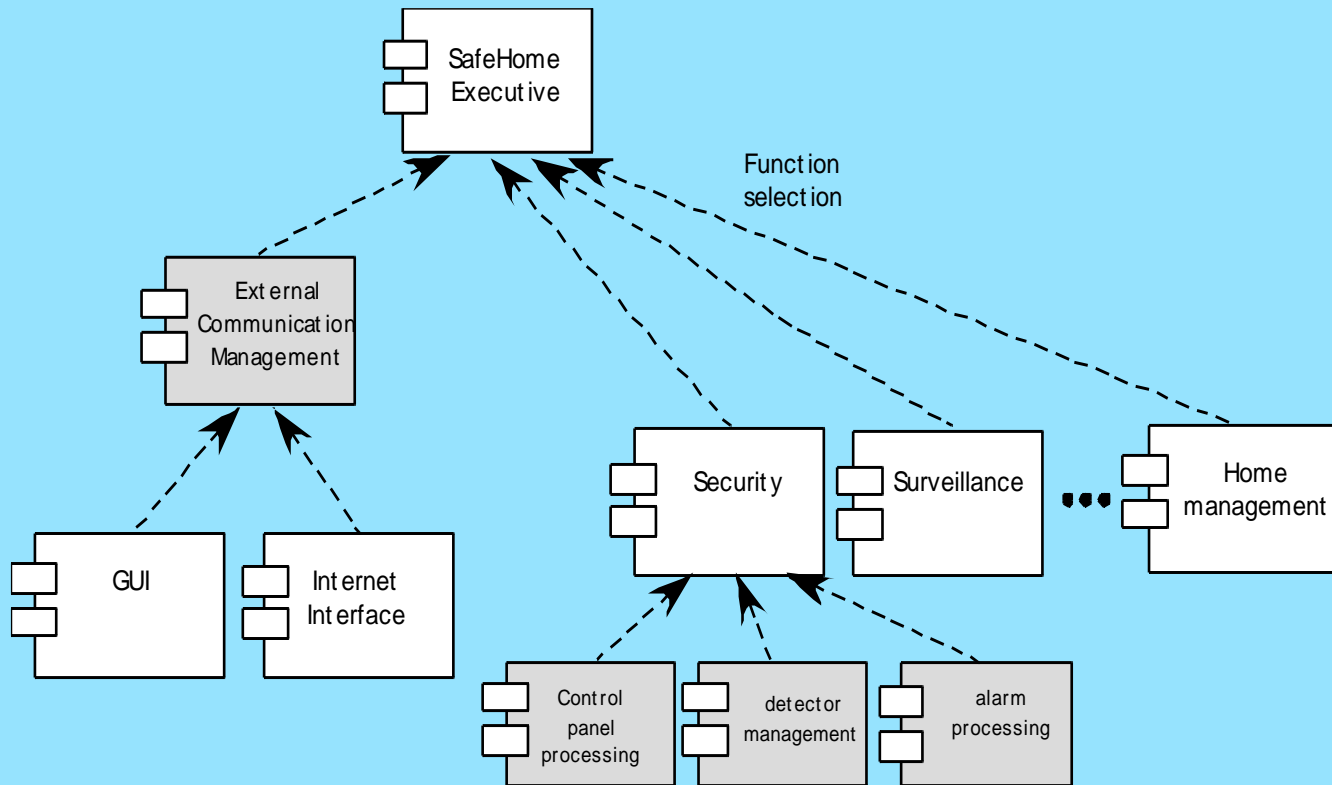 SafeHome
Executive
Function
selection
External
Communication
Management
Security
Surveillance
Home
management
GUI
Internet
Interface
Control
panel
processing
detector
management
alarm
processing